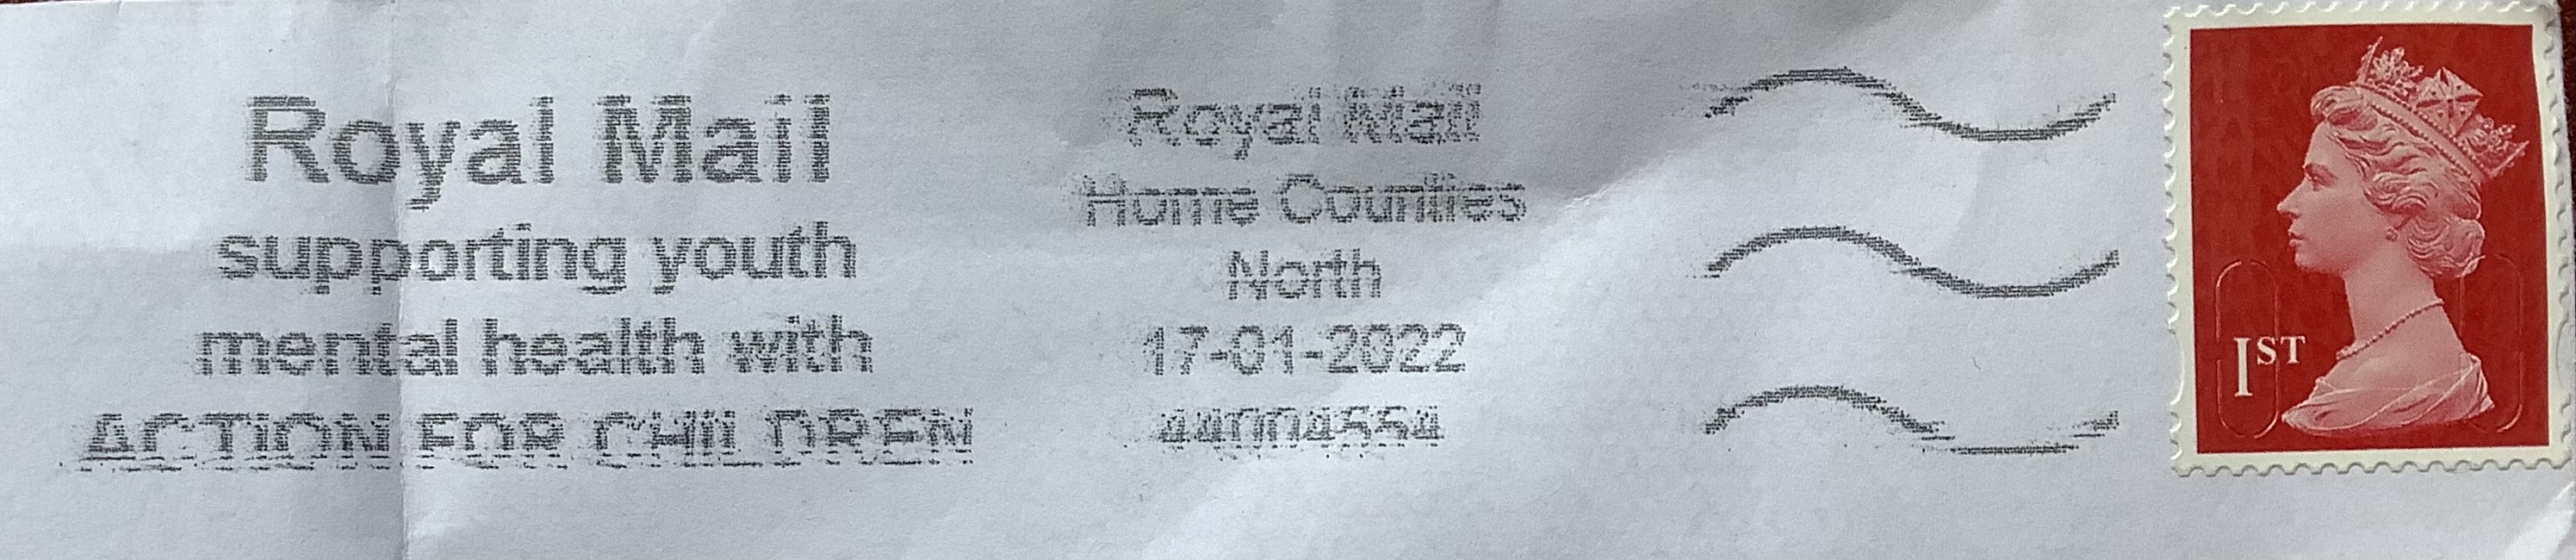 Royal Mail
supporting youth
mental health with
ACTION FOR CHILDREN
Royal Mail
Home Counties
North
17-01-2022
44004554
1ST